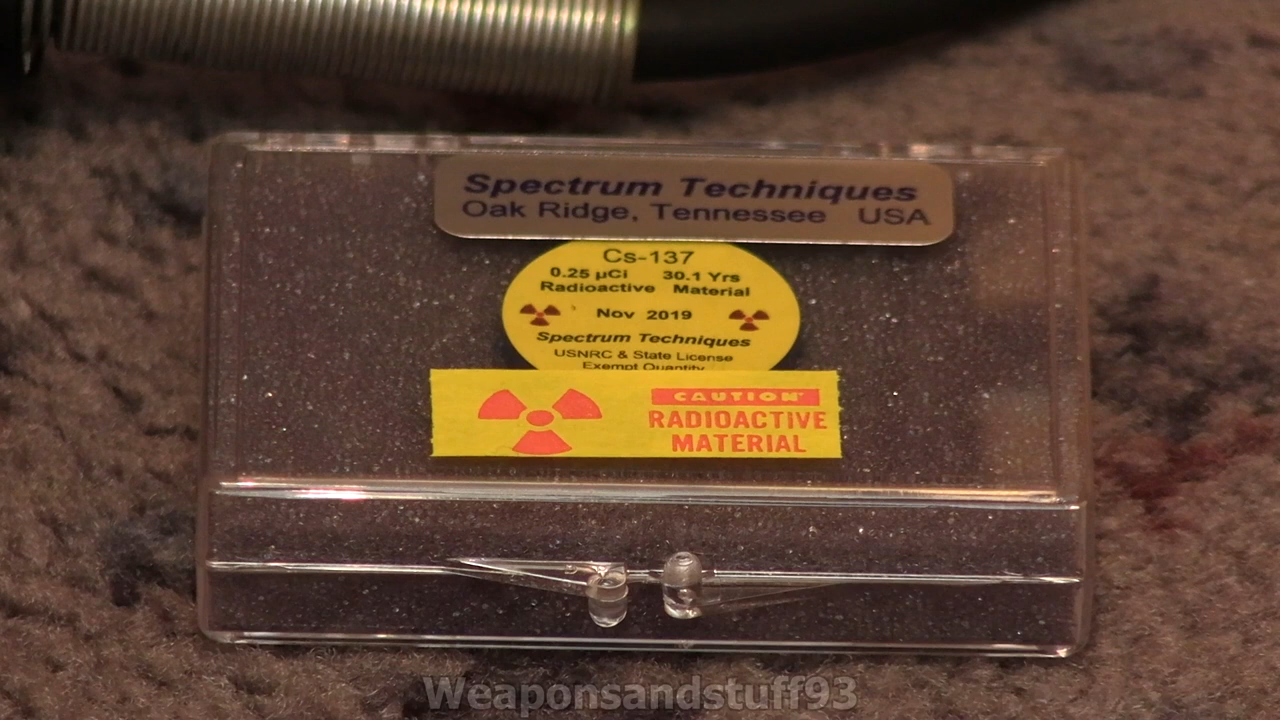 Spectrum Techniques
Oak Ridge, Tennessee USA
Cs-137
0.25 µCi 30.1 Yrs
Radioactive Material
Nov 2019
Spectrum Techniques
USNRC & State License
Exempt Quantity
CAUTION
RADIOACTIVE
MATERIAL
Weaponsandstuff93